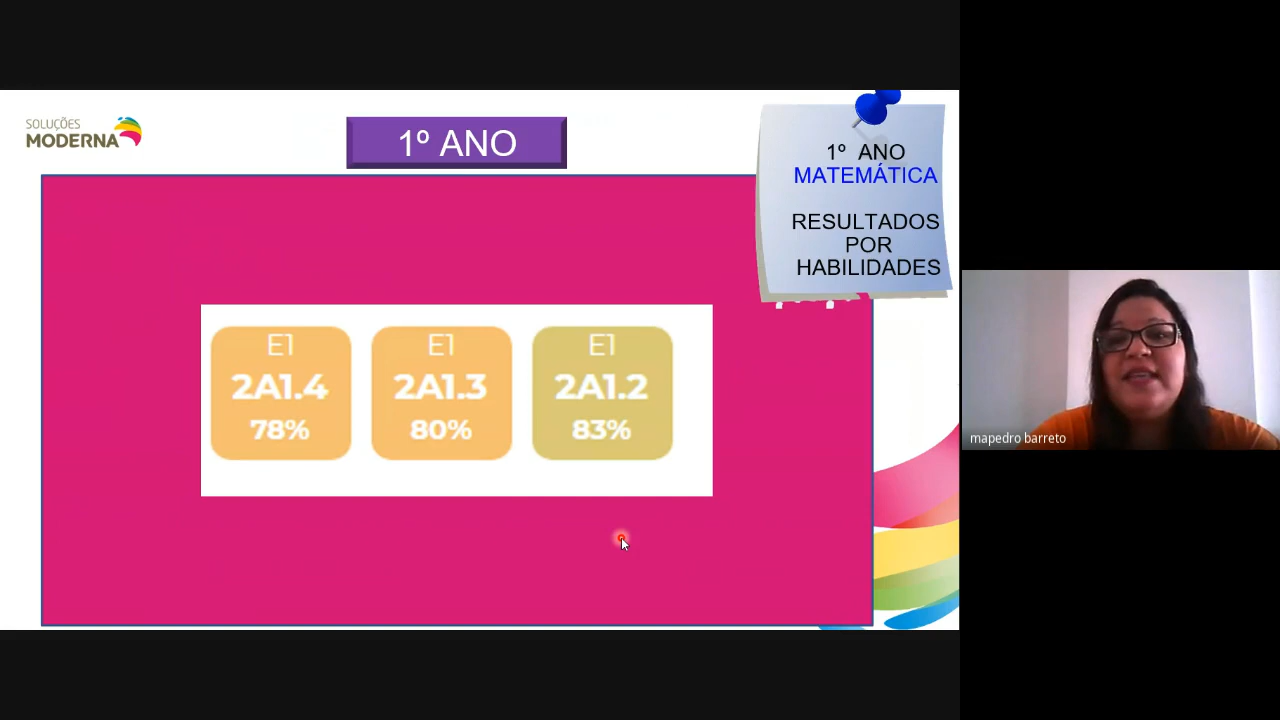 SOLUÇÕES
MODERNA
1º ANO
1º ANO
MATEMÁTICA
RESULTADOS
POR
HABILIDADES
E1
2A1.4
78%
E1
2A1.3
80%
E1
2A1.2
83%
mapedro barreto